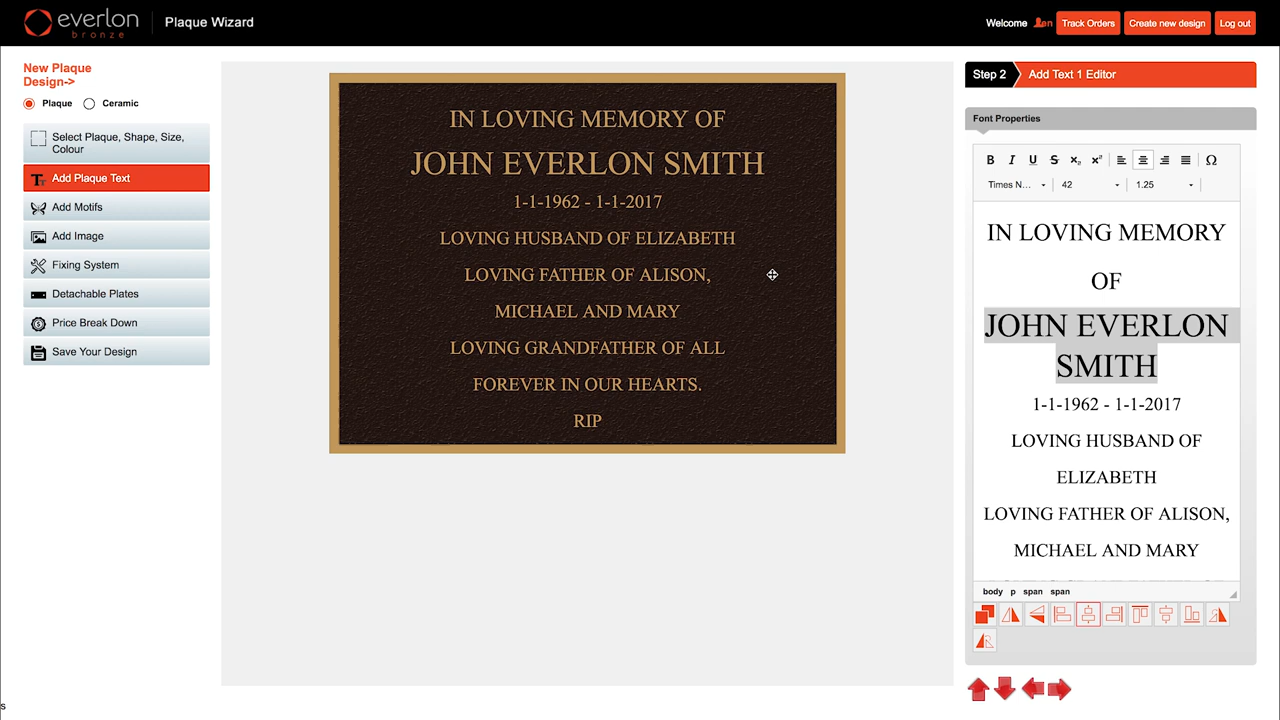 everlon
bronze
Plaque Wizard
Welcome
Track Orders
Create new design
Log out
New Plaque
Design->
Plaque
Ceramic
Select Plaque, Shape, Size,
Colour
Add Plaque Text
Add Motifs
Add Image
Fixing System
Detachable Plates
Price Break Down
Save Your Design
IN LOVING MEMORY OF
JOHN EVERLON SMITH
1-1-1962 - 1-1-2017
LOVING HUSBAND OF ELIZABETH
LOVING FATHER OF ALISON,
MICHAEL AND MARY
LOVING GRANDFATHER OF ALL
FOREVER IN OUR HEARTS.
RIP
Step 2
Add Text 1 Editor
Font Properties
B I U S x₂ x² Ω
Times N... 42 1.25
IN LOVING MEMORY
OF
JOHN EVERLON
SMITH
1-1-1962 - 1-1-2017
LOVING HUSBAND OF
ELIZABETH
LOVING FATHER OF ALISON,
MICHAEL AND MARY
body p span span
s